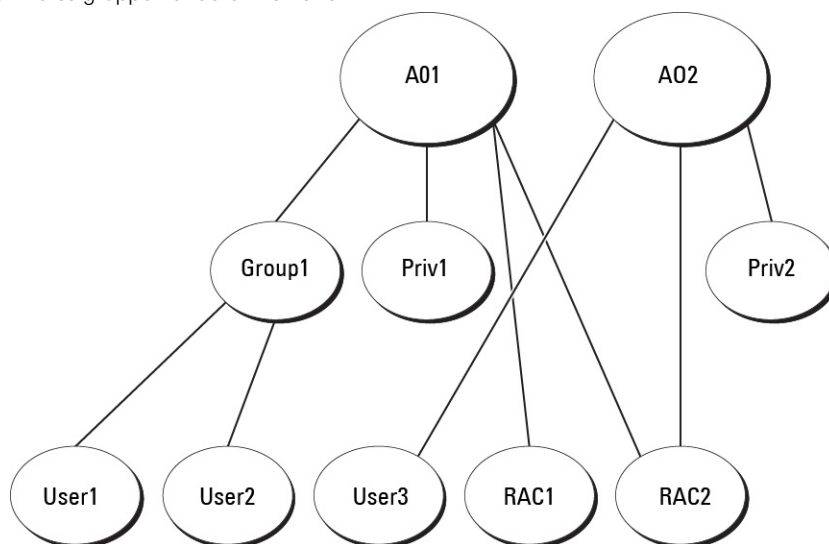 A01
AO2
Group1
Priv1
Priv2
User1
User2
User3
RAC1
RAC2